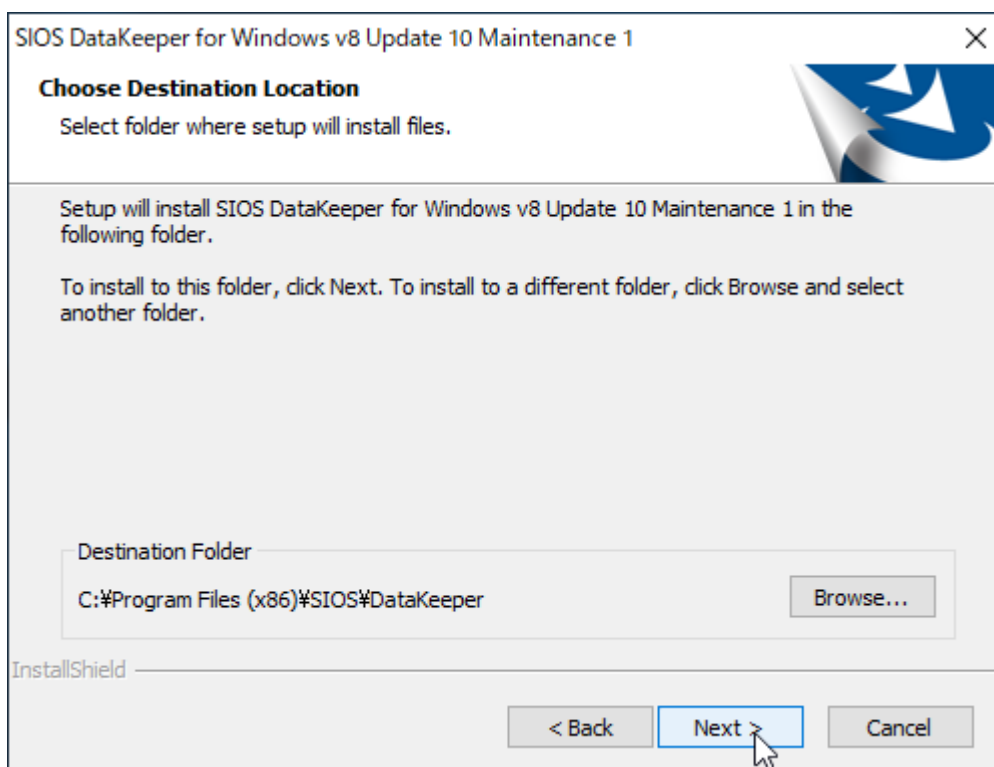 SIOS DataKeeper for Windows v8 Update 10 Maintenance 1
Choose Destination Location
Select folder where setup will install files.
Setup will install SIOS DataKeeper for Windows v8 Update 10 Maintenance 1 in the
following folder.
To install to this folder, click Next. To install to a different folder, click Browse and select
another folder.
Destination Folder
C:¥Program Files (x86)¥SIOS¥DataKeeper
Browse...
InstallShield
< Back
Next >
Cancel